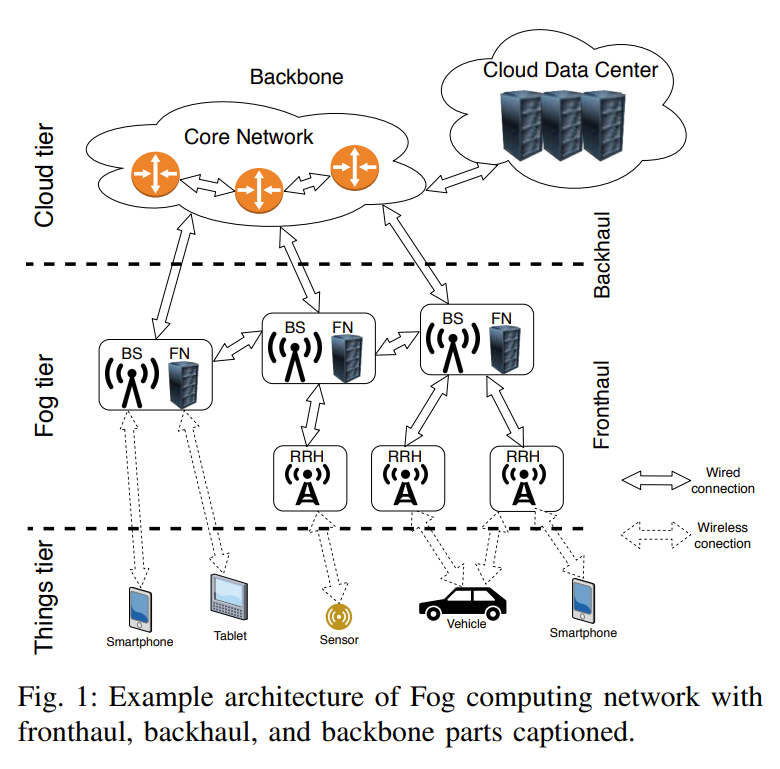 Backbone
Cloud Data Center
Core Network
Cloud tier
Backhaul
BS FN
BS FN
BS FN
Fog tier
Fronthaul
RRH
RRH
RRH
Wired
connection
Wireless
conection
Things tier
Smartphone
Tablet
Sensor
Vehicle
Smartphone
Fig. 1: Example architecture of Fog computing network with
fronthaul, backhaul, and backbone parts captioned.